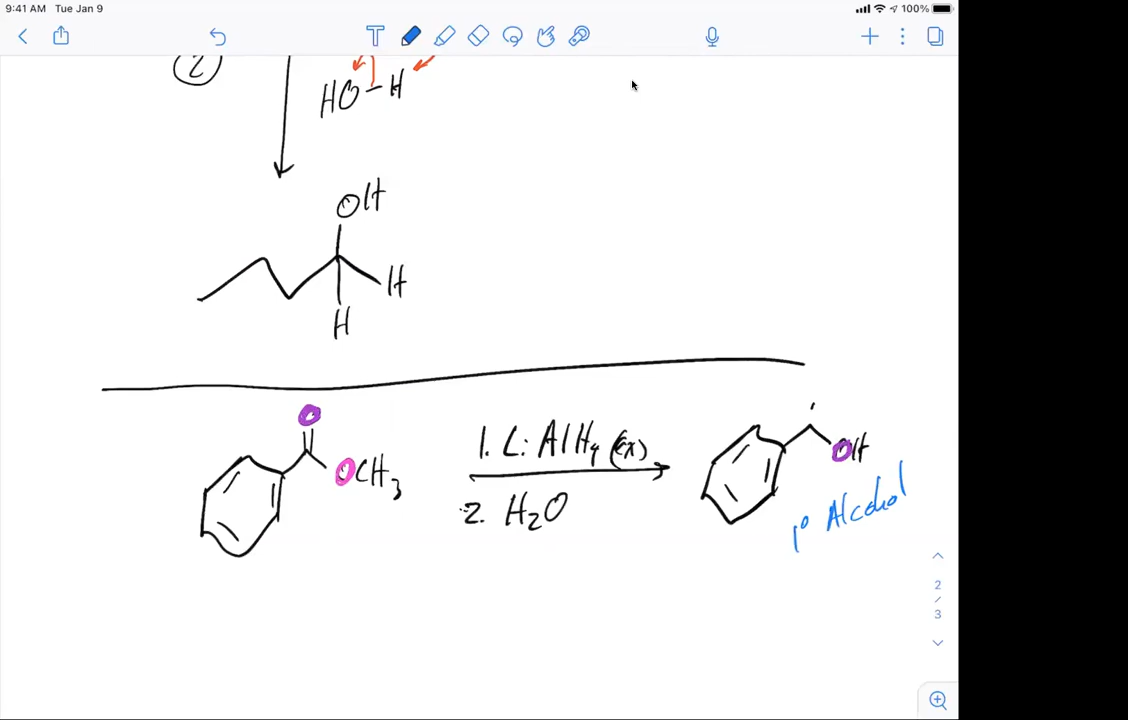 9:41 AM Tue Jan 9
100%
T
2
HO-H
OH
H
H
O
OCH3
1. LiAlH4 (Ex)
2. H2O
OH
1° Alcohol
2
/
3